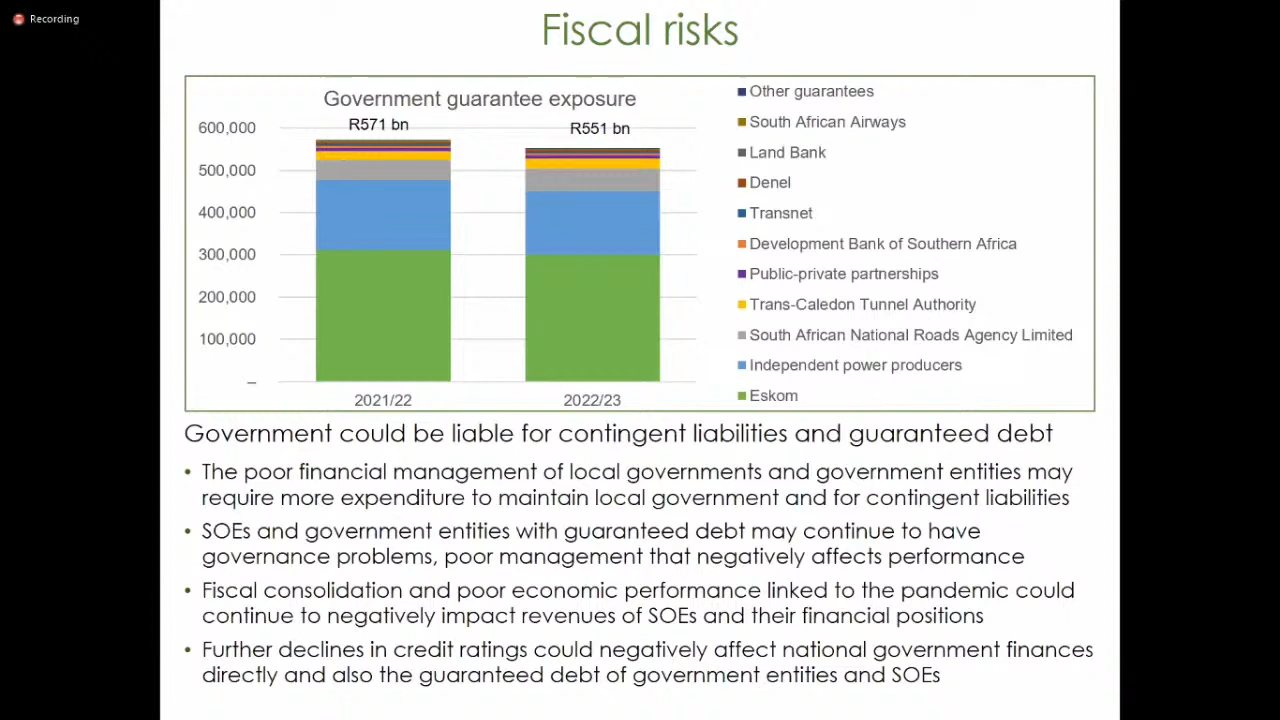 Recording
Fiscal risks
Government guarantee exposure
R571 bn
R551 bn
600,000
500,000
400,000
300,000
200,000
100,000
–
2021/22
2022/23
Other guarantees
South African Airways
Land Bank
Denel
Transnet
Development Bank of Southern Africa
Public-private partnerships
Trans-Caledon Tunnel Authority
South African National Roads Agency Limited
Independent power producers
Eskom
Government could be liable for contingent liabilities and guaranteed debt
• The poor financial management of local governments and government entities may
require more expenditure to maintain local government and for contingent liabilities
• SOEs and government entities with guaranteed debt may continue to have
governance problems, poor management that negatively affects performance
• Fiscal consolidation and poor economic performance linked to the pandemic could
continue to negatively impact revenues of SOEs and their financial positions
• Further declines in credit ratings could negatively affect national government finances
directly and also the guaranteed debt of government entities and SOEs